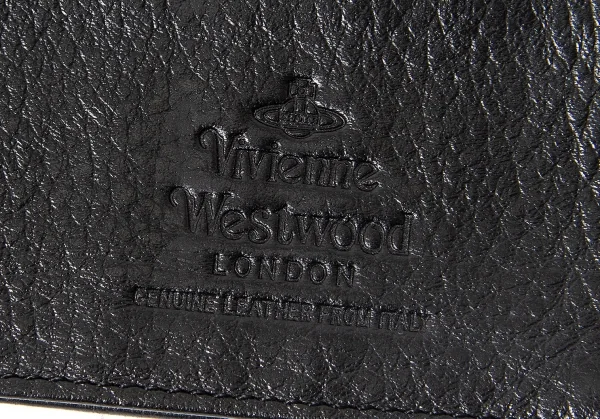 Vivienne
Westwood
LONDON
GENUINE LEATHER FROM ITALY